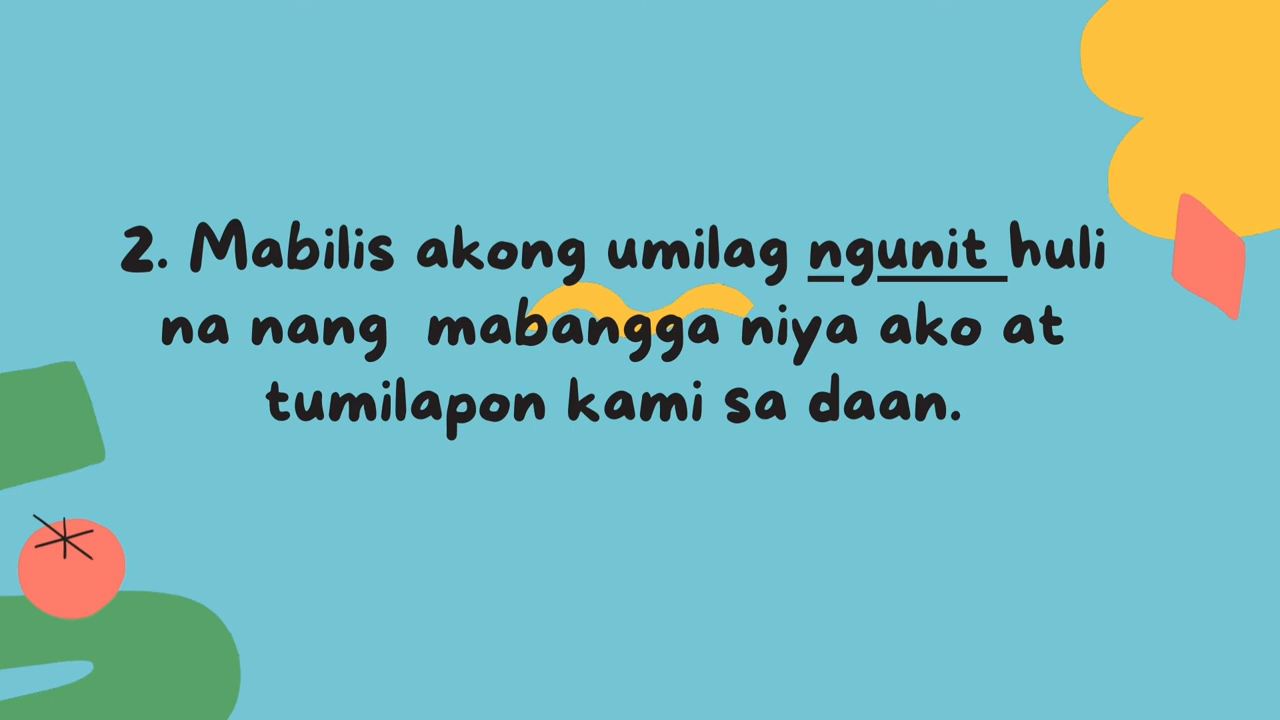 2. Mabilis akong umilag ngunit huli
na nang mabangga niya ako at
tumilapon kami sa daan.